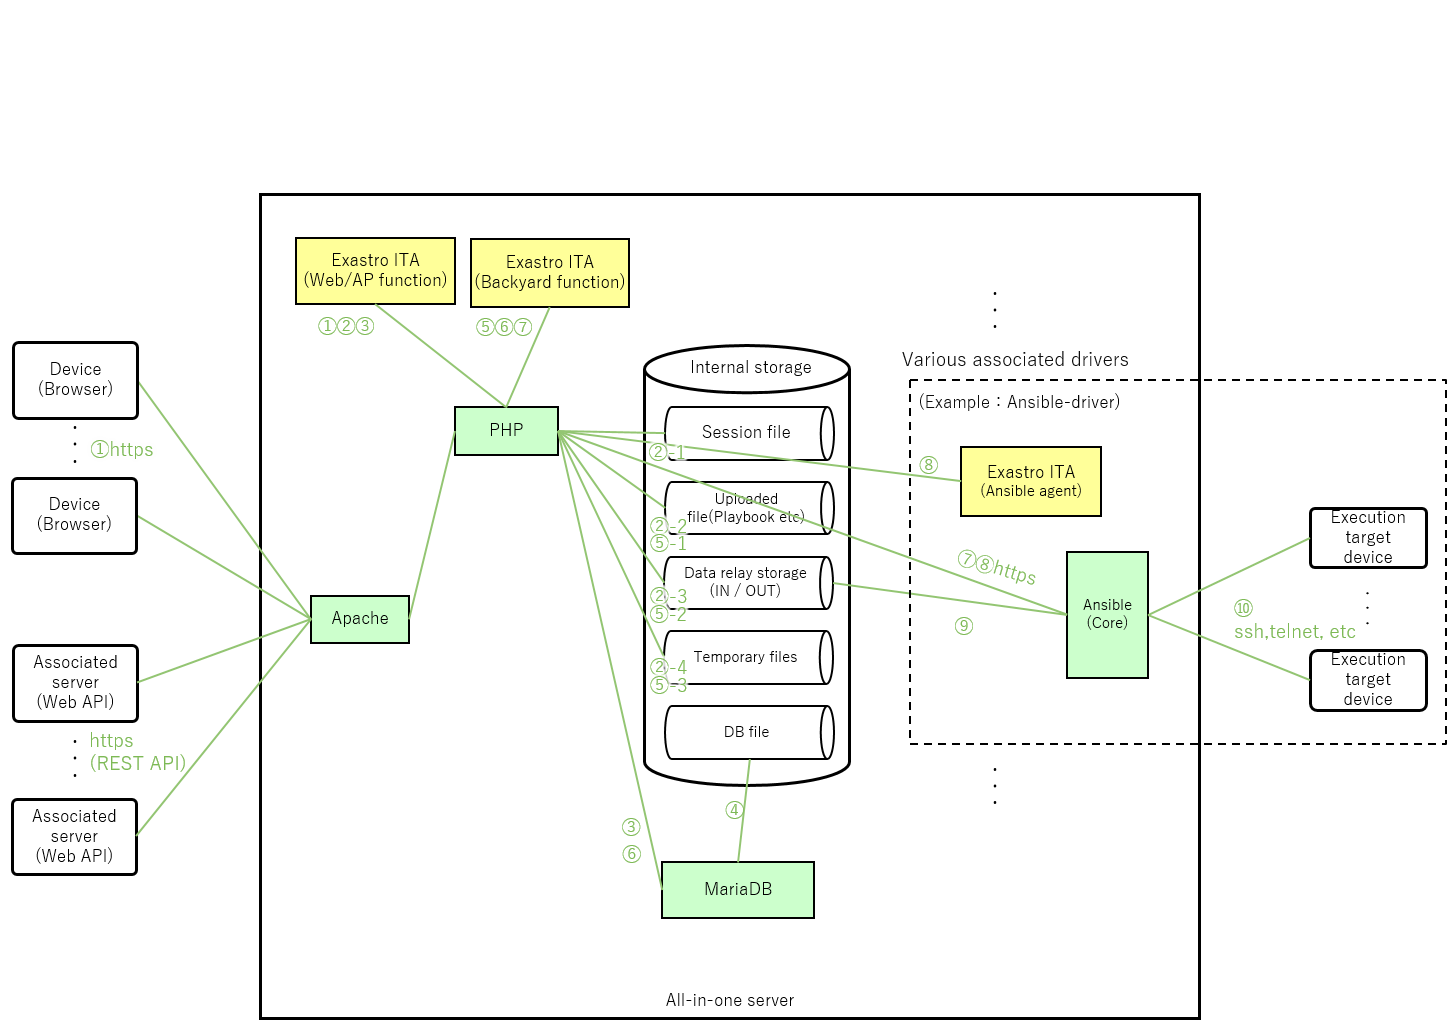 Exastro ITA
(Web/AP function)
Exastro ITA
(Backyard function)
①②③
⑤⑥⑦
Device
(Browser)
①https
Device
(Browser)
Associated
server
(Web API)
https
(REST API)
Associated
server
(Web API)
Apache
PHP
Internal storage
Session file
②-1
Uploaded
file(Playbook etc)
②-2
⑤-1
Data relay storage
(IN / OUT)
②-3
⑤-2
Temporary files
②-4
⑤-3
DB file
④
③
⑥
MariaDB
Various associated drivers
(Example：Ansible-driver)
⑧
Exastro ITA
(Ansible agent)
⑦⑧https
⑨
Ansible
(Core)
Execution
target
device
⑩
ssh,telnet, etc
Execution
target
device
All-in-one server